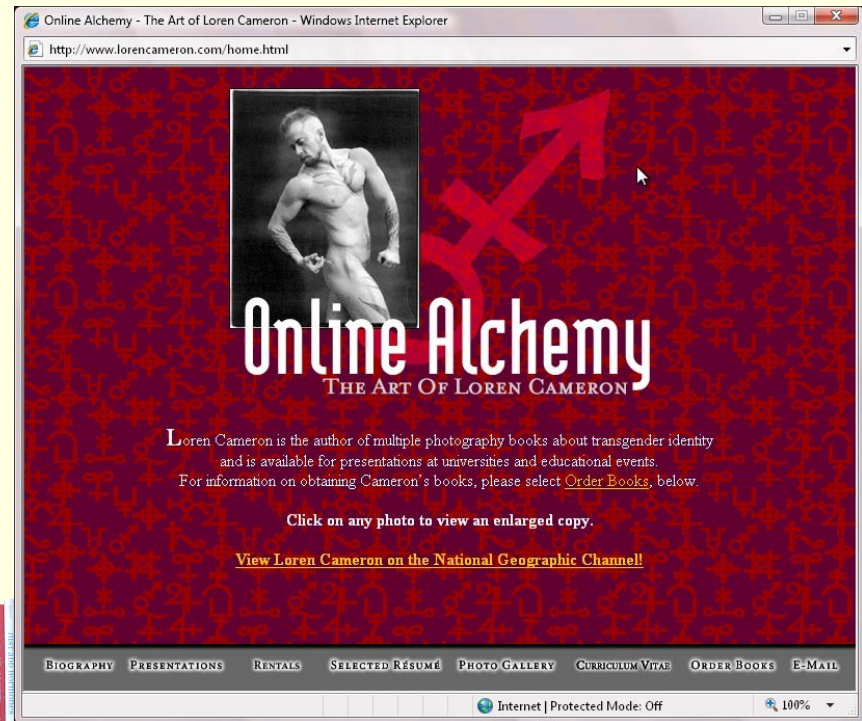 Online Alchemy - The Art of Loren Cameron - Windows Internet Explorer
http://www.lorencameron.com/home.html
Online Alchemy
The Art Of Loren Cameron
Loren Cameron is the author of multiple photography books about transgender identity
and is available for presentations at universities and educational events.
For information on obtaining Cameron's books, please select Order Books, below.
Click on any photo to view an enlarged copy.
View Loren Cameron on the National Geographic Channel!
Biography Presentations Rentals Selected Résumé Photo Gallery Curriculum Vitae Order Books E-Mail
Internet | Protected Mode: Off 100%
just add hormones